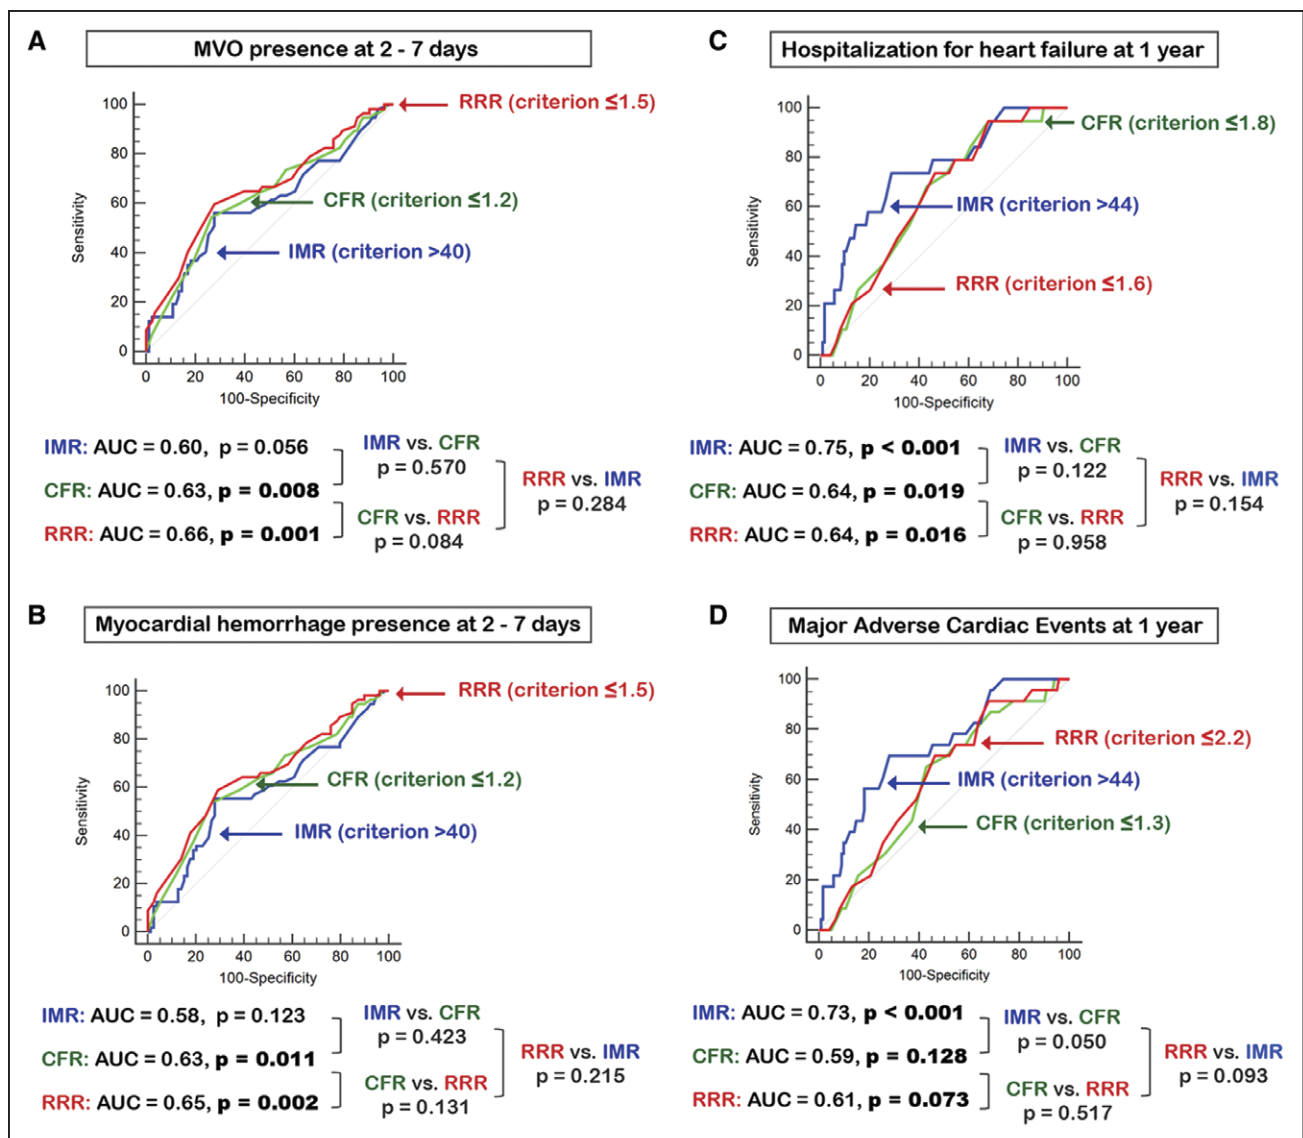 A
MVO presence at 2 - 7 days
RRR (criterion ≤1.5)
CFR (criterion ≤1.2)
IMR (criterion >40)
Sensitivity
100
80
60
40
20
0
0 20 40 60 80 100
100-Specificity
IMR: AUC = 0.60, p = 0.056
CFR: AUC = 0.63, p = 0.008
RRR: AUC = 0.66, p = 0.001
IMR vs. CFR
p = 0.570
CFR vs. RRR
p = 0.084
RRR vs. IMR
p = 0.284
B
Myocardial hemorrhage presence at 2 - 7 days
RRR (criterion ≤1.5)
CFR (criterion ≤1.2)
IMR (criterion >40)
Sensitivity
100
80
60
40
20
0
0 20 40 60 80 100
100-Specificity
IMR: AUC = 0.58, p = 0.123
CFR: AUC = 0.63, p = 0.011
RRR: AUC = 0.65, p = 0.002
IMR vs. CFR
p = 0.423
CFR vs. RRR
p = 0.131
RRR vs. IMR
p = 0.215
C
Hospitalization for heart failure at 1 year
CFR (criterion ≤1.8)
IMR (criterion >44)
RRR (criterion ≤1.6)
Sensitivity
100
80
60
40
20
0
0 20 40 60 80 100
100-Specificity
IMR: AUC = 0.75, p < 0.001
CFR: AUC = 0.64, p = 0.019
RRR: AUC = 0.64, p = 0.016
IMR vs. CFR
p = 0.122
CFR vs. RRR
p = 0.958
RRR vs. IMR
p = 0.154
D
Major Adverse Cardiac Events at 1 year
RRR (criterion ≤2.2)
IMR (criterion >44)
CFR (criterion ≤1.3)
Sensitivity
100
80
60
40
20
0
0 20 40 60 80 100
100-Specificity
IMR: AUC = 0.73, p < 0.001
CFR: AUC = 0.59, p = 0.128
RRR: AUC = 0.61, p = 0.073
IMR vs. CFR
p = 0.050
CFR vs. RRR
p = 0.517
RRR vs. IMR
p = 0.093